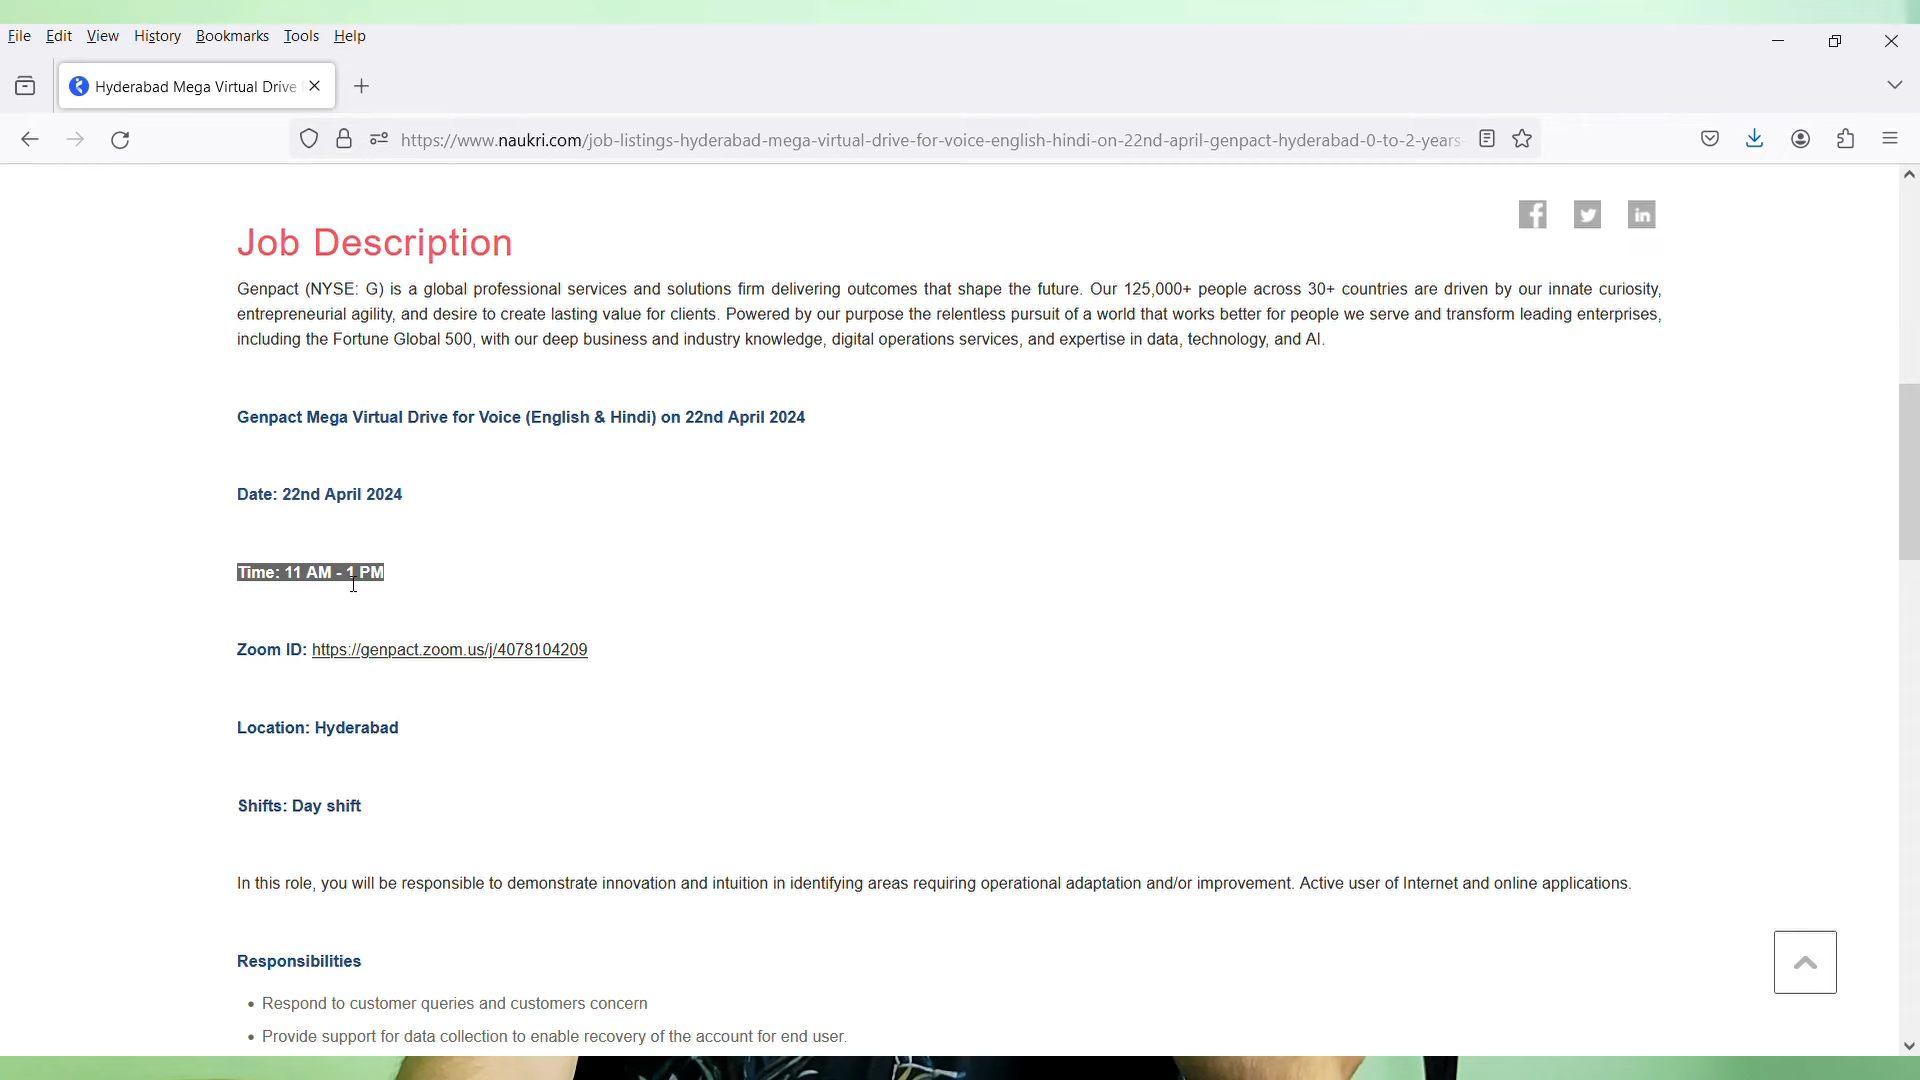 File Edit View History Bookmarks Tools Help
Hyderabad Mega Virtual Drive
https://www.naukri.com/job-listings-hyderabad-mega-virtual-drive-for-voice-english-hindi-on-22nd-april-genpact-hyderabad-0-to-2-years-
Job Description
Genpact (NYSE: G) is a global professional services and solutions firm delivering outcomes that shape the future. Our 125,000+ people across 30+ countries are driven by our innate curiosity,
entrepreneurial agility, and desire to create lasting value for clients. Powered by our purpose the relentless pursuit of a world that works better for people we serve and transform leading enterprises,
including the Fortune Global 500, with our deep business and industry knowledge, digital operations services, and expertise in data, technology, and AI.
Genpact Mega Virtual Drive for Voice (English & Hindi) on 22nd April 2024
Date: 22nd April 2024
Time: 11 AM - 1 PM
Zoom ID: https://genpact.zoom.us/j/4078104209
Location: Hyderabad
Shifts: Day shift
In this role, you will be responsible to demonstrate innovation and intuition in identifying areas requiring operational adaptation and/or improvement. Active user of Internet and online applications.
Responsibilities
• Respond to customer queries and customers concern
• Provide support for data collection to enable recovery of the account for end user.